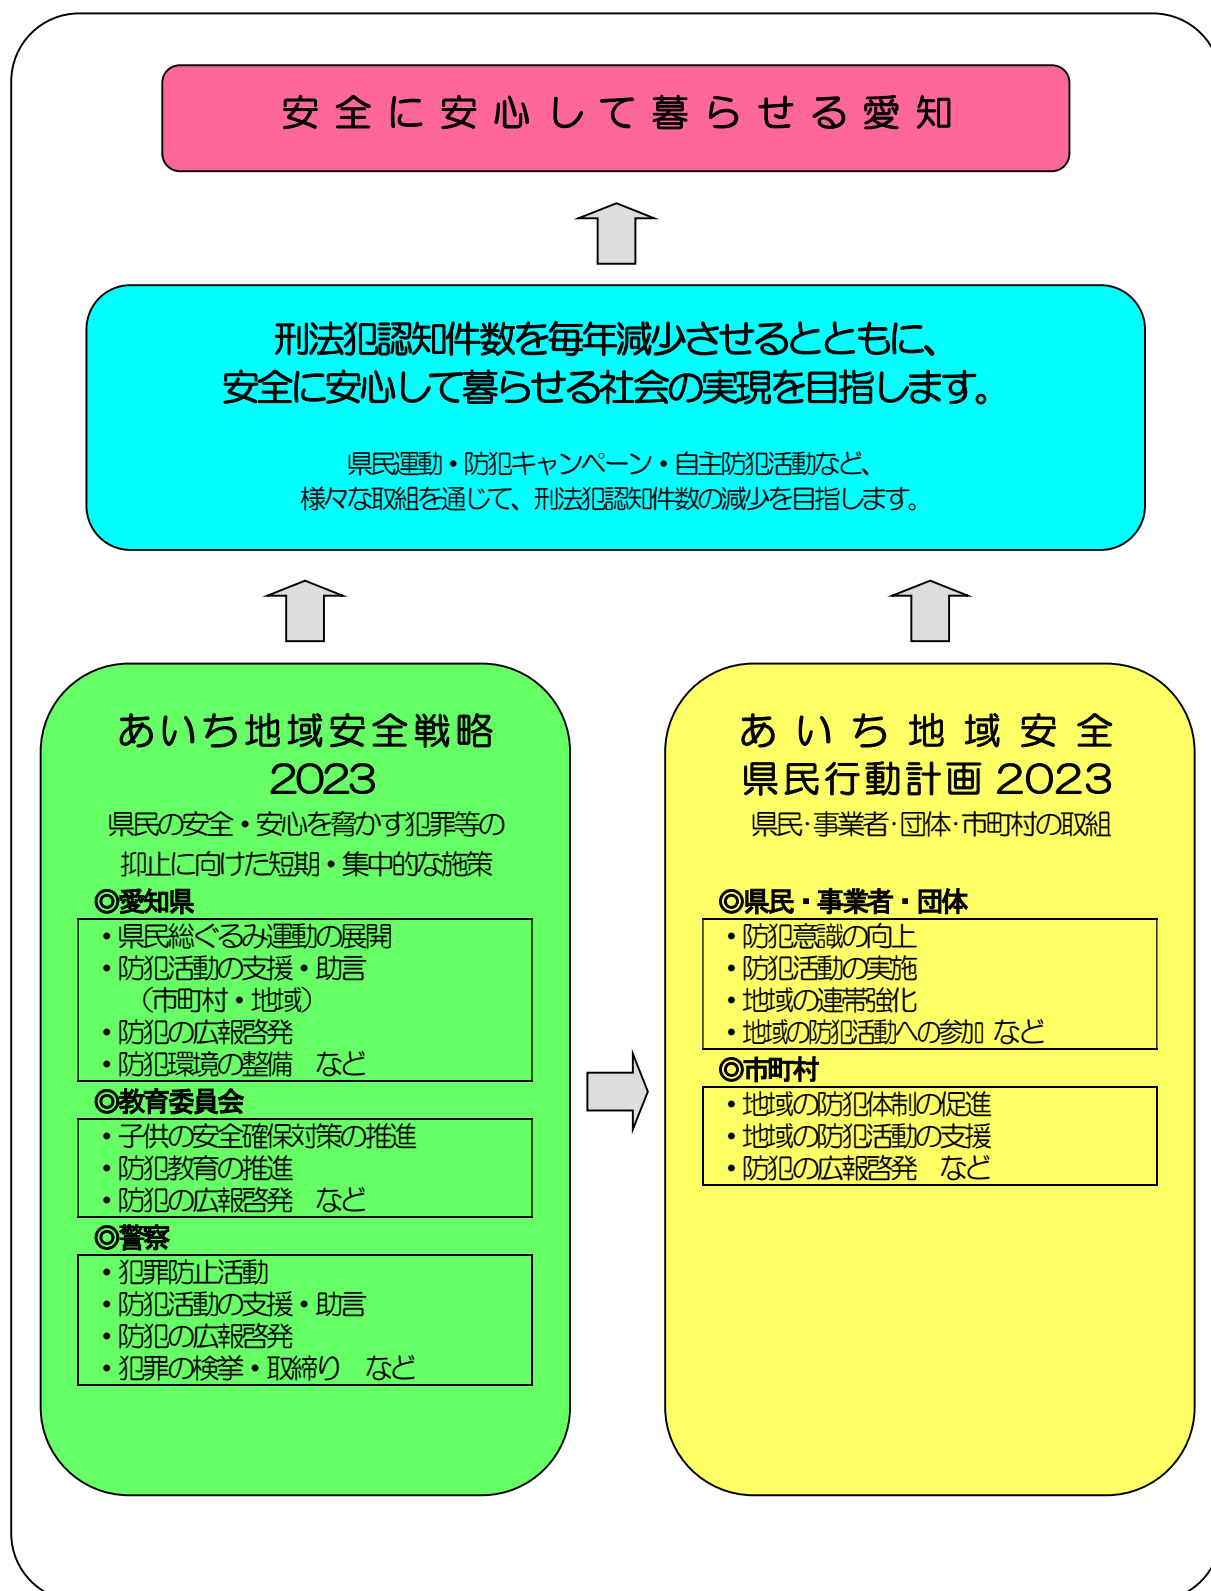 安全に安心して暮らせる愛知
刑法犯認知件数を毎年減少させるとともに、
安全に安心して暮らせる社会の実現を目指します。
県民運動・防犯キャンペーン・自主防犯活動など、
様々な取組を通じて、刑法犯認知件数の減少を目指します。
あいち地域安全戦略
2023
県民の安全・安心を脅かす犯罪等の
抑止に向けた短期・集中的な施策
◎愛知県
・県民総ぐるみ運動の展開
・防犯活動の支援・助言
（市町村・地域）
・防犯の広報啓発
・防犯環境の整備　など
◎教育委員会
・子供の安全確保対策の推進
・防犯教育の推進
・防犯の広報啓発　など
◎警察
・犯罪防止活動
・防犯活動の支援・助言
・防犯の広報啓発
・犯罪の検挙・取締り　など
あいち地域安全
県民行動計画 2023
県民・事業者・団体・市町村の取組
◎県民・事業者・団体
・防犯意識の向上
・防犯活動の実施
・地域の連帯強化
・地域の防犯活動への参加 など
◎市町村
・地域の防犯体制の促進
・地域の防犯活動の支援
・防犯の広報啓発　など